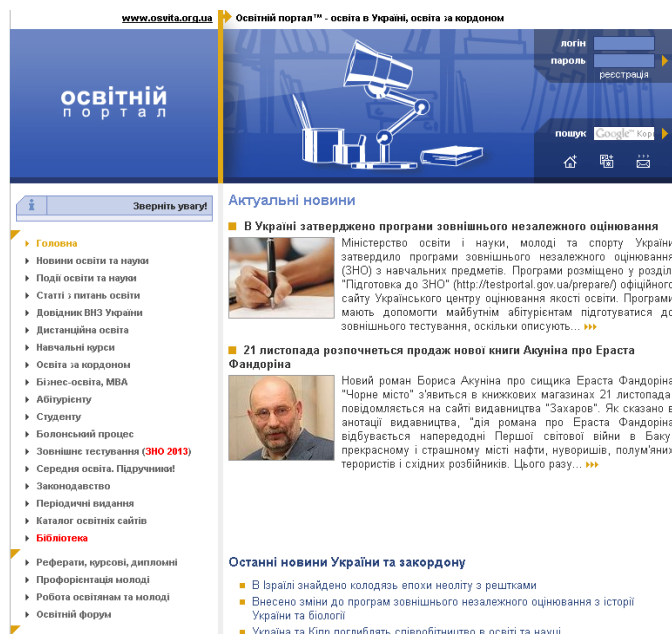 www.osvita.org.ua
Освітній портал™ - освіта в Україні, освіта за кордоном
освітній
портал
логін
пароль
реєстрація
пошук
Google™
Зверніть увагу!
Головна
Новини освіти та науки
Події освіти та науки
Статті з питань освіти
Довідник ВНЗ України
Дистанційна освіта
Навчальні курси
Освіта за кордоном
Бізнес-освіта, MBA
Абітурієнту
Студенту
Болонський процес
Зовнішнє тестування (ЗНО 2013)
Середня освіта. Підручники!
Законодавство
Періодичні видання
Каталог освітніх сайтів
Бібліотека
Реферати, курсові, дипломні
Профорієнтація молоді
Робота освітянам та молоді
Освітній форум
Актуальні новини
В Україні затверджено програми зовнішнього незалежного оцінювання
Міністерство освіти і науки, молоді та спорту України
затвердило програми зовнішнього незалежного оцінювання
(ЗНО) з навчальних предметів. Програми розміщено у розділі
"Підготовка до ЗНО" (http://testportal.gov.ua/prepare/) офіційного
сайту Українського центру оцінювання якості освіти. Програми
мають допомогти майбутнім абітурієнтам підготуватися до
зовнішнього тестування, оскільки описують...
21 листопада розпочнеться продаж нової книги Акуніна про Ераста
Фандоріна
Новий роман Бориса Акуніна про сищика Ераста Фандоріна
"Чорне місто" з'явиться в книжкових магазинах 21 листопада,
повідомляється на сайті видавництва "Захаров". Як сказано в
анотації видавництва, "дія романа про Ераста Фандоріна
відбувається напередодні Першої світової війни в Баку,
прекрасному і страшному місті нафти, нуворишів, полум'яних
терористів і східних розбійників. Цього разу...
Останні новини України та закордону
В Ізраїлі знайдено колодязь епохи неоліту з рештками
Внесено зміни до програм зовнішнього незалежного оцінювання з історії
України та біології
Україна та Кіпр поглиблять співробітництво в освіті та науці